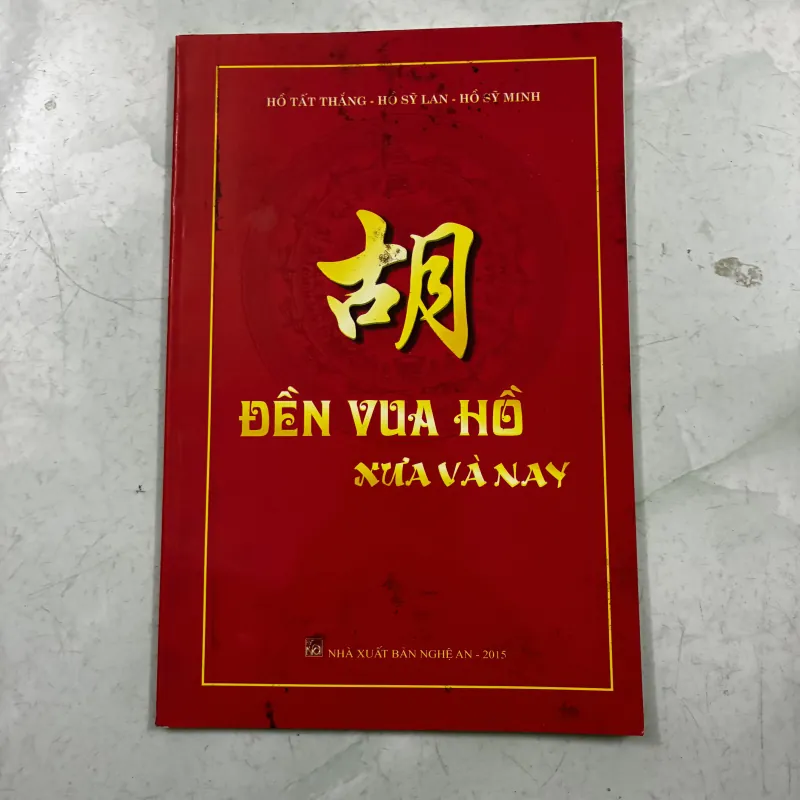 HỒ TẤT THẮNG - HỒ SỸ LAN - HỒ SỸ MINH
胡
ĐỀN VUA HỒ
XƯA VÀ NAY
NHÀ XUẤT BẢN NGHỆ AN - 2015